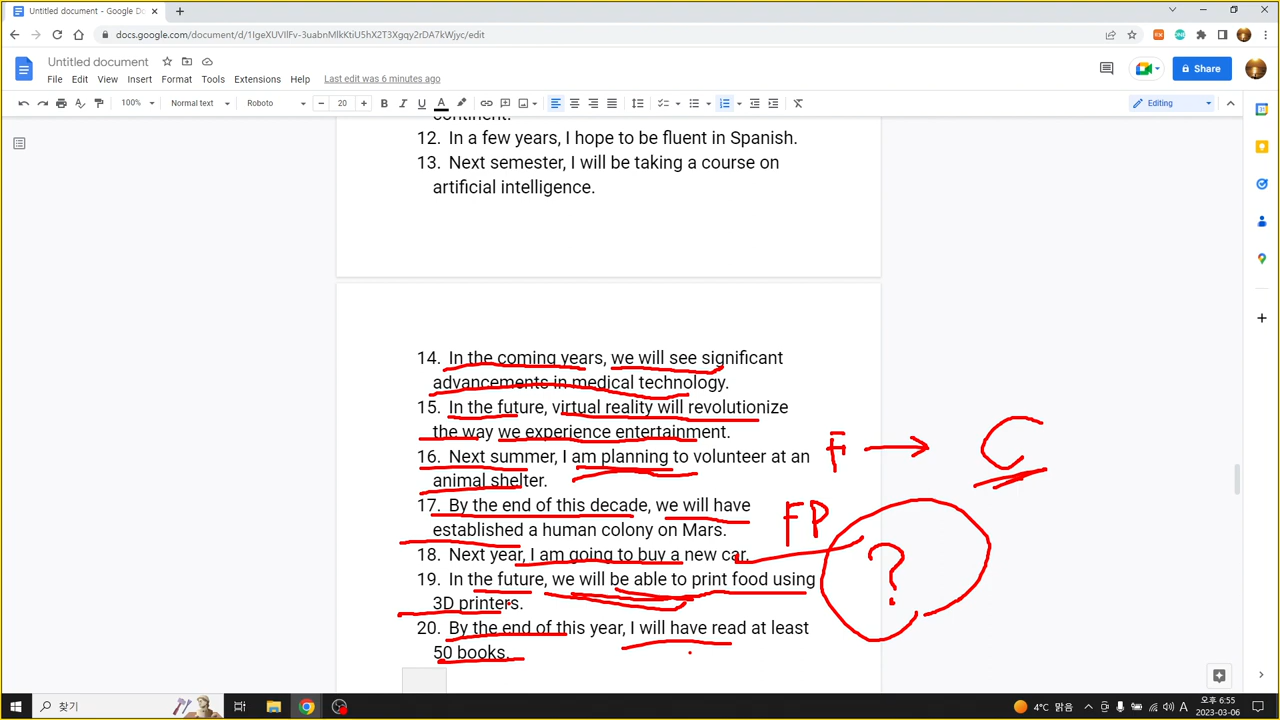 Untitled document - Google Doc
docs.google.com/document/d/1IgeXUVIlFv-3uabnMlkKtiU5hX2T3Xgqy2rDA7kWjyc/edit
Untitled document
File Edit View Insert Format Tools Extensions Help Last edit was 6 minutes ago
Share
100% Normal text Roboto 20 B I U A Editing
continent.
12. In a few years, I hope to be fluent in Spanish.
13. Next semester, I will be taking a course on
artificial intelligence.
14. In the coming years, we will see significant
advancements in medical technology.
15. In the future, virtual reality will revolutionize
the way we experience entertainment.
16. Next summer, I am planning to volunteer at an
animal shelter.
17. By the end of this decade, we will have
established a human colony on Mars.
18. Next year, I am going to buy a new car.
19. In the future, we will be able to print food using
3D printers.
20. By the end of this year, I will have read at least
50 books.
F → C
FP
?
찾기
4°C 맑음 A 오후 6:55
2023-03-06